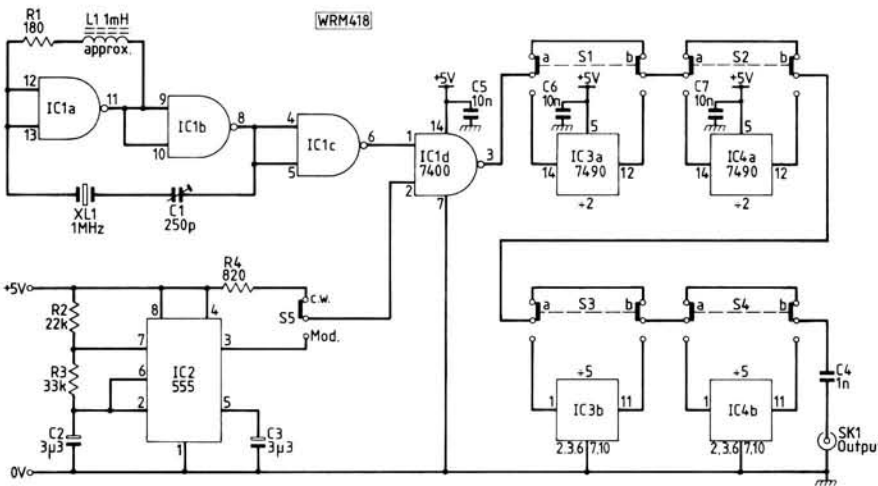 WRM418
R1
180
L1 1mH
approx.
12
13
IC1a
11
9
10
IC1b
8
4
5
IC1c
6
XL1
1MHz
C1
250p
1
2
14
+5V
C5
10n
IC1d
7400
3
7
a
S1
b
C6
10n
+5V
5
14
IC3a
7490
12
÷2
a
S2
b
C7
10n
+5V
5
14
IC4a
7490
12
÷2
+5V
R2
22k
R3
33k
C2
3µ3
8
4
7
6
2
IC2
555
3
5
1
R4
820
c.w.
S5
Mod.
C3
3µ3
0V
a
S3
b
÷5
1
11
IC3b
2,3,6
7,10
a
S4
b
÷5
1
11
IC4b
2,3,6
7,10
C4
1n
SK1
Output